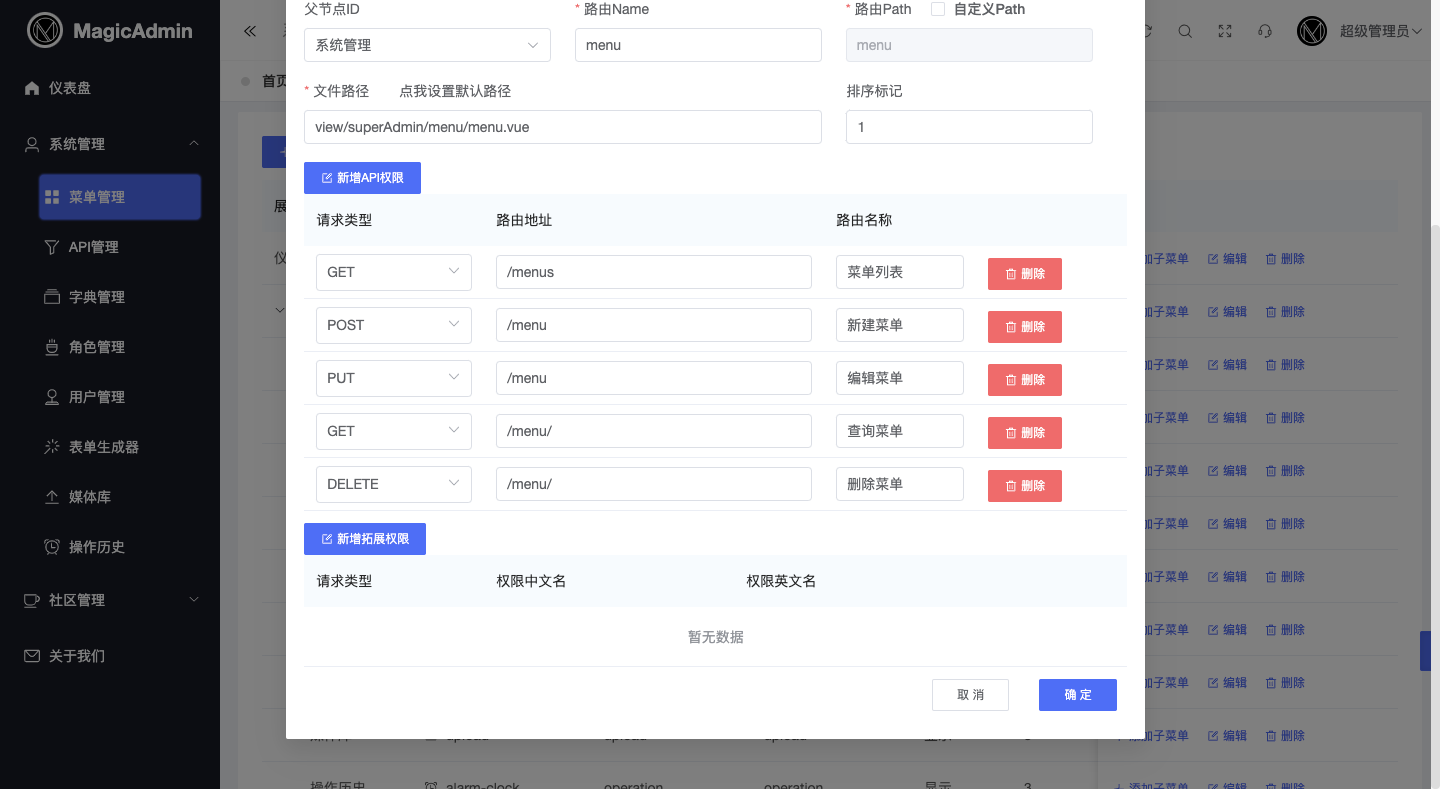 MagicAdmin
仪表盘
系统管理
菜单管理
API管理
字典管理
角色管理
用户管理
表单生成器
媒体库
操作历史
社区管理
关于我们
首页
超级管理员
父节点ID
* 路由Name
* 路由Path
自定义Path
系统管理
menu
menu
* 文件路径
点我设置默认路径
排序标记
view/superAdmin/menu/menu.vue
1
新增API权限
请求类型
路由地址
路由名称
GET
/menus
菜单列表
删除
POST
/menu
新建菜单
删除
PUT
/menu
编辑菜单
删除
GET
/menu/
查询菜单
删除
DELETE
/menu/
删除菜单
删除
新增拓展权限
请求类型
权限中文名
权限英文名
暂无数据
取 消
确 定
子菜单
编辑
删除
子菜单
编辑
删除
子菜单
编辑
删除
子菜单
编辑
删除
子菜单
编辑
删除
子菜单
编辑
删除
子菜单
编辑
删除
子菜单
编辑
删除
子菜单
编辑
删除
添加子菜单
编辑
删除
操作历史
alarm-clock
operation
operation
显示
3
添加子菜单
编辑
删除